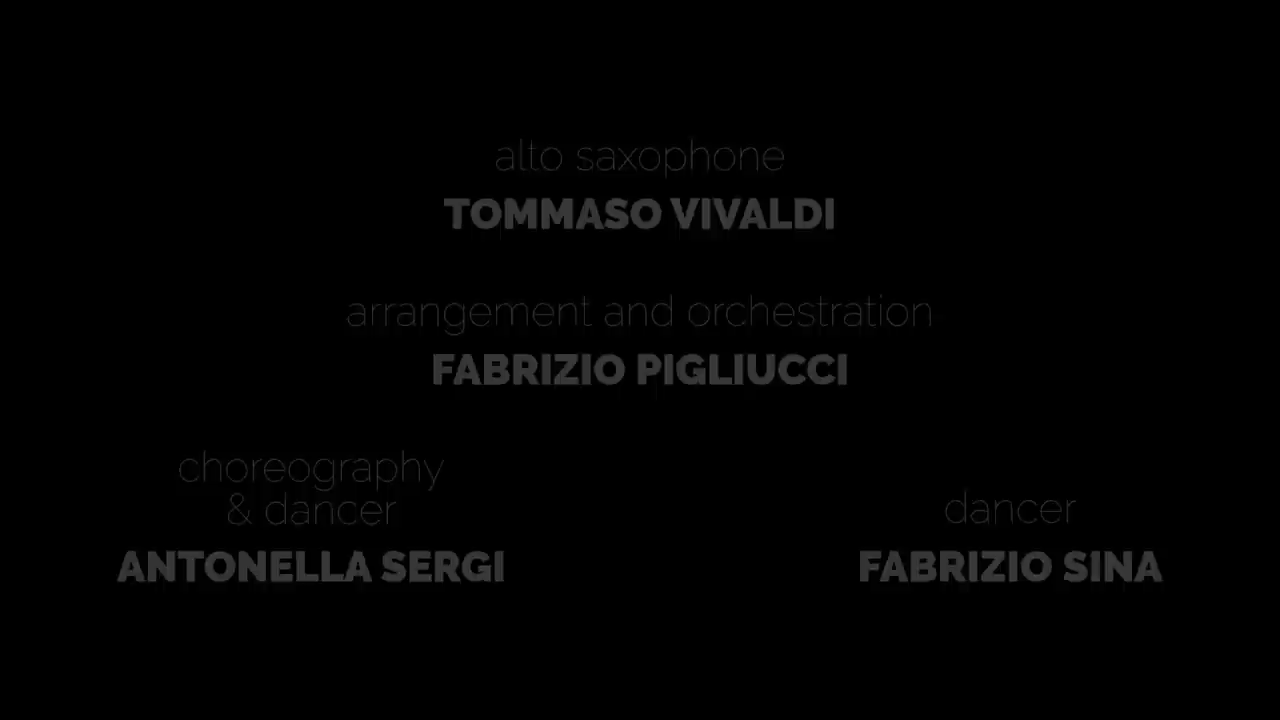 alto saxophone
TOMMASO VIVALDI
arrangement and orchestration
FABRIZIO PIGLIUCCI
choreography
& dancer
ANTONELLA SERGI
dancer
FABRIZIO SINA